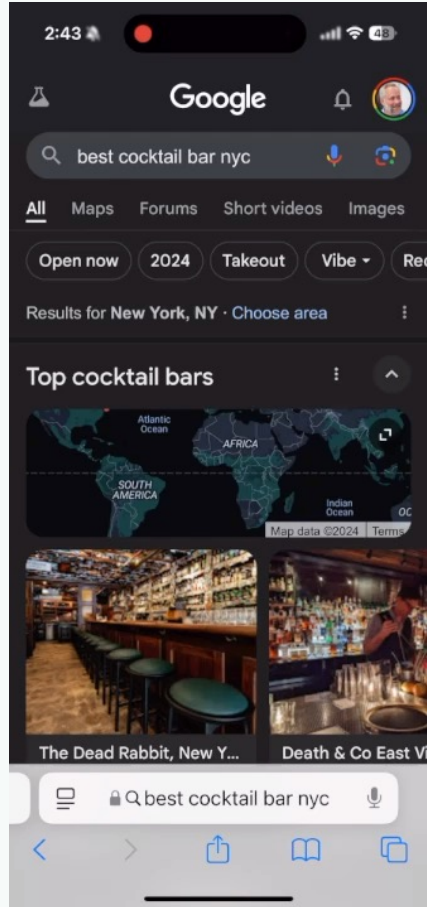 2:43 48
Google
best cocktail bar nyc
All Maps Forums Short videos Images
Open now 2024 Takeout Vibe Rec
Results for New York, NY · Choose area
Top cocktail bars
Atlantic
Ocean
AFRICA
SOUTH
AMERICA
Indian
Ocean
OC
Map data ©2024 Terms
The Dead Rabbit, New Y... Death & Co East Vi
best cocktail bar nyc